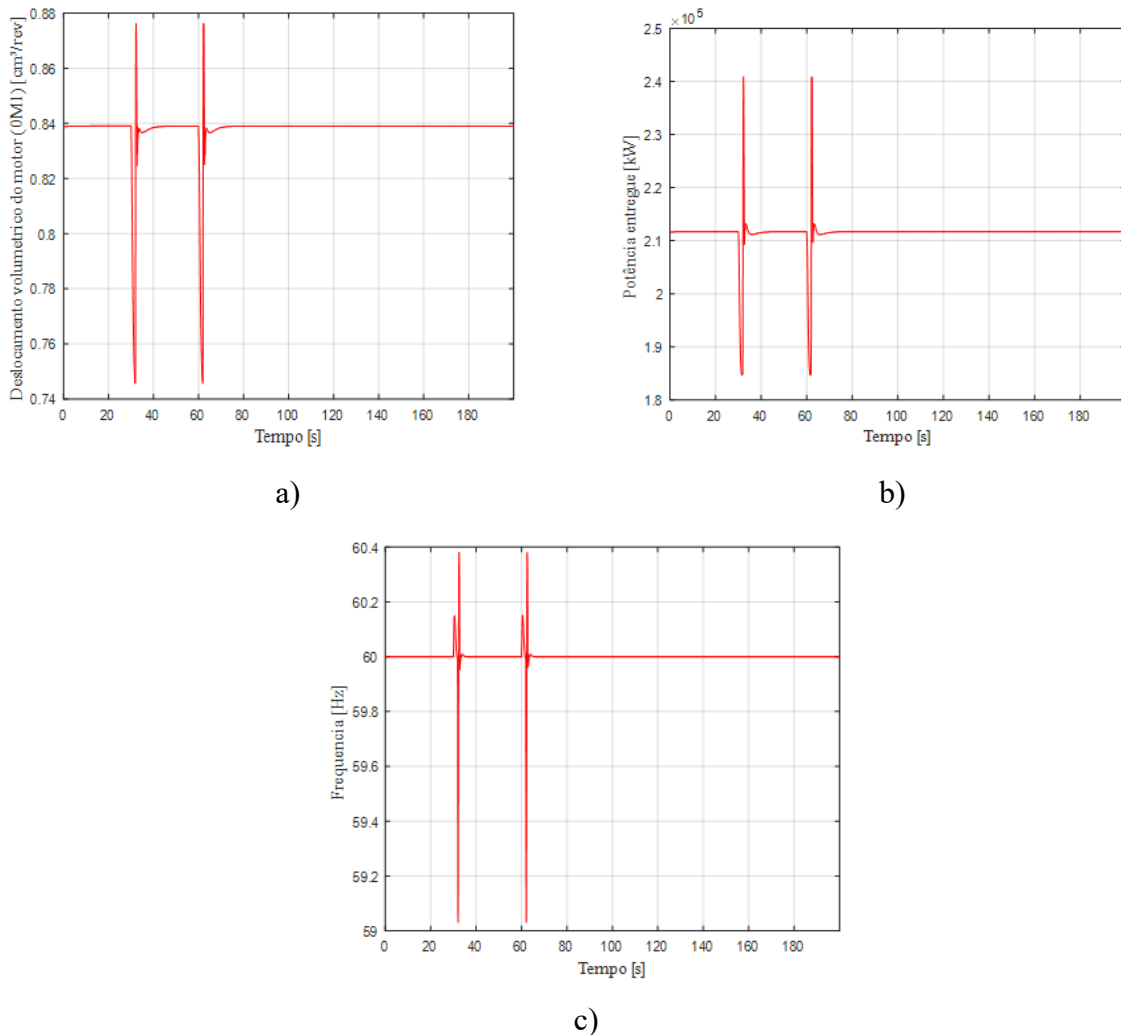 Deslocamento volumetrico do motor (0M1) [cm³/rev]
0.88
0.86
0.84
0.82
0.8
0.78
0.76
0.74
0 20 40 60 80 100 120 140 160 180
Tempo [s]
a)
×10⁵
Potência entregue [kW]
2.5
2.4
2.3
2.2
2.1
2
1.9
1.8
0 20 40 60 80 100 120 140 160 180
Tempo [s]
b)
Frequencia [Hz]
60.4
60.2
60
59.8
59.6
59.4
59.2
59
0 20 40 60 80 100 120 140 160 180
Tempo [s]
c)